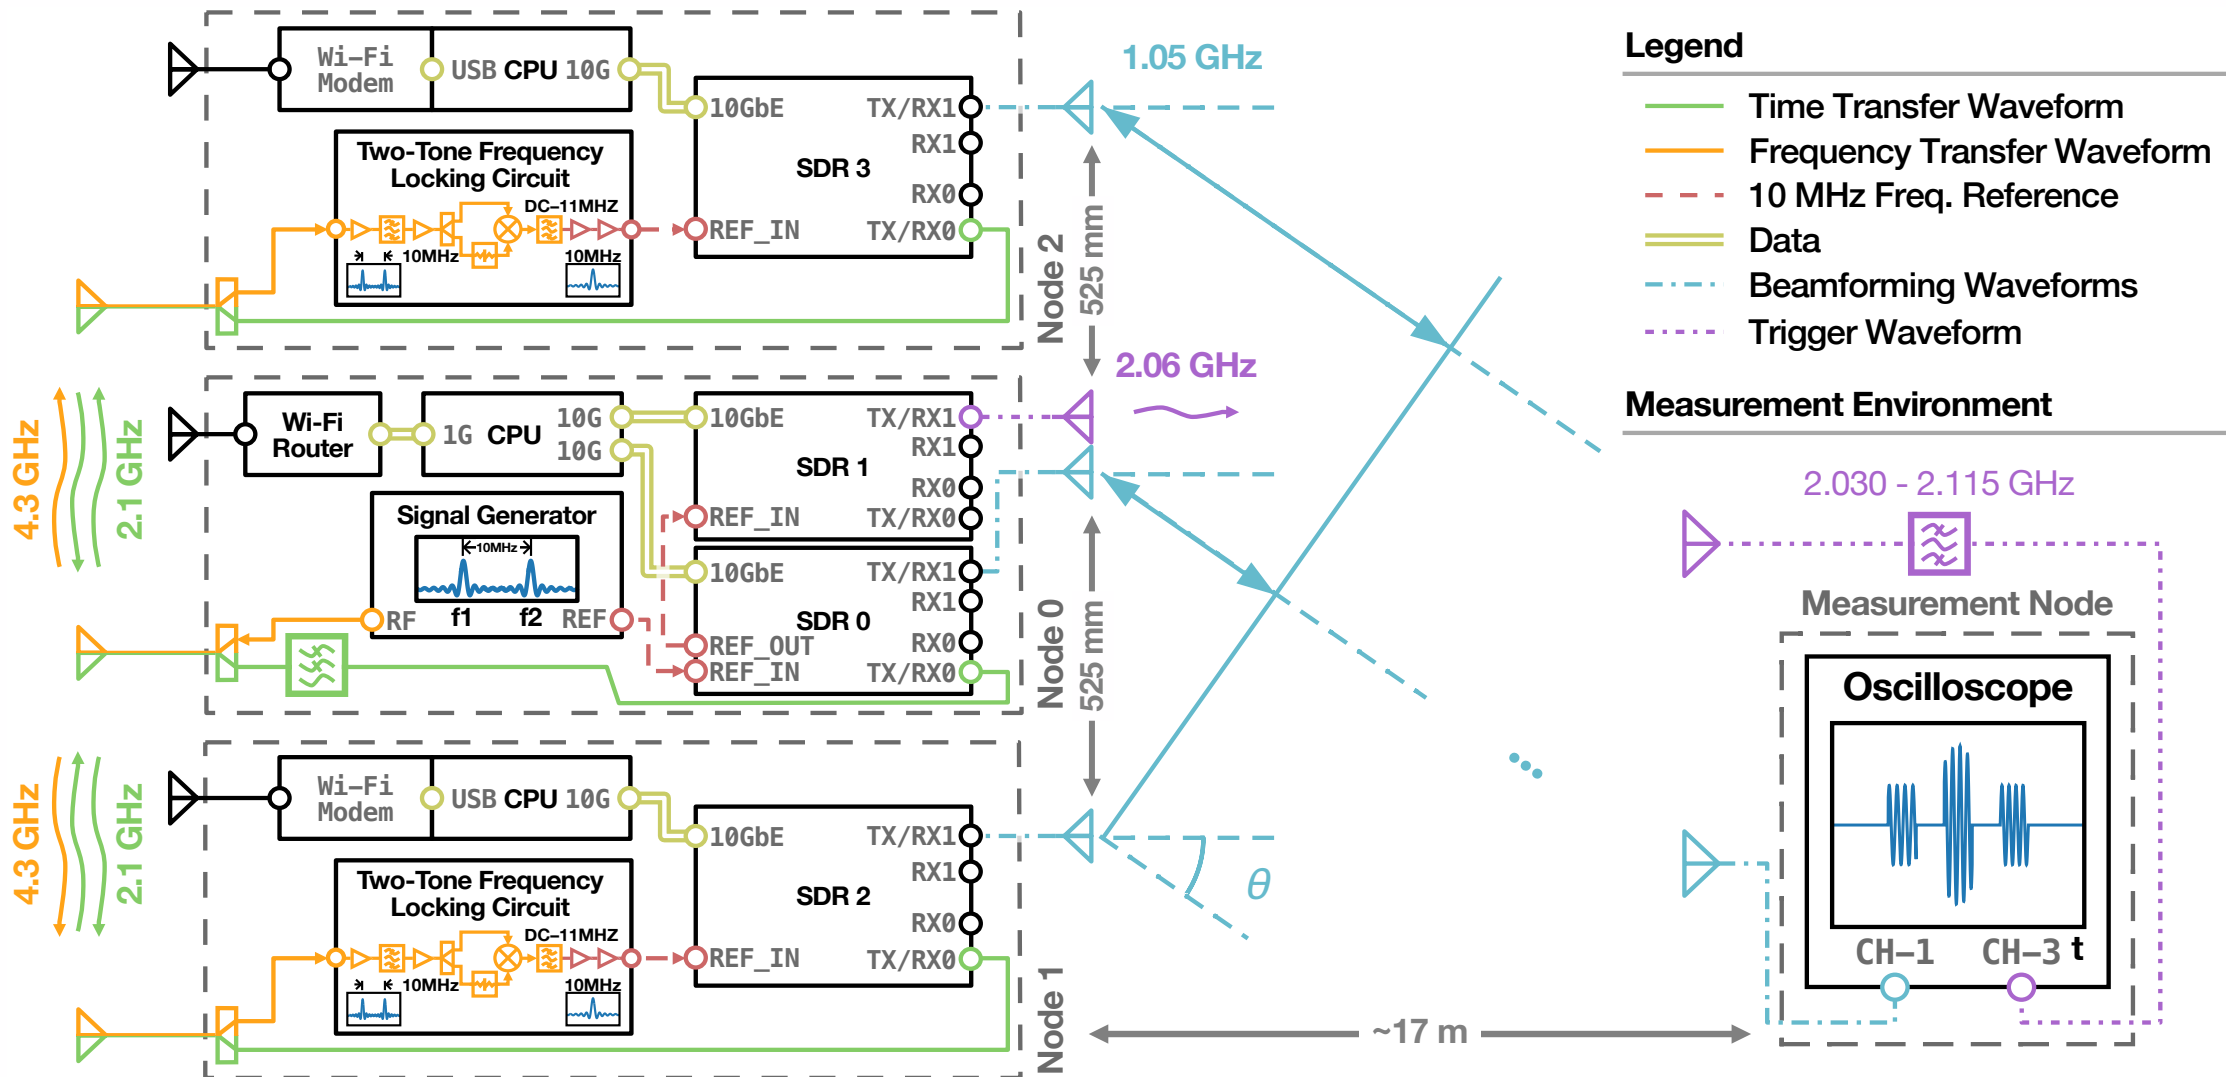 Wi-Fi
Modem
USB CPU 10G
10GbE
TX/RX1
RX1
SDR 3
RX0
REF_IN
TX/RX0
Two-Tone Frequency
Locking Circuit
DC-11MHZ
10MHz
10MHz
Node 2
1.05 GHz
525 mm
4.3 GHz
2.1 GHz
Wi-Fi
Router
1G CPU
10G
10G
10GbE
TX/RX1
RX1
SDR 1
RX0
REF_IN
TX/RX0
Signal Generator
10MHz
RF f1 f2 REF
10GbE
TX/RX1
RX1
SDR 0
REF_OUT
RX0
REF_IN
TX/RX0
Node 0
2.06 GHz
525 mm
4.3 GHz
2.1 GHz
Wi-Fi
Modem
USB CPU 10G
10GbE
TX/RX1
RX1
SDR 2
RX0
REF_IN
TX/RX0
Two-Tone Frequency
Locking Circuit
DC-11MHZ
10MHz
10MHz
Node 1
θ
~17 m
Legend
Time Transfer Waveform
Frequency Transfer Waveform
10 MHz Freq. Reference
Data
Beamforming Waveforms
Trigger Waveform
Measurement Environment
2.030 - 2.115 GHz
Measurement Node
Oscilloscope
CH-1 CH-3 t